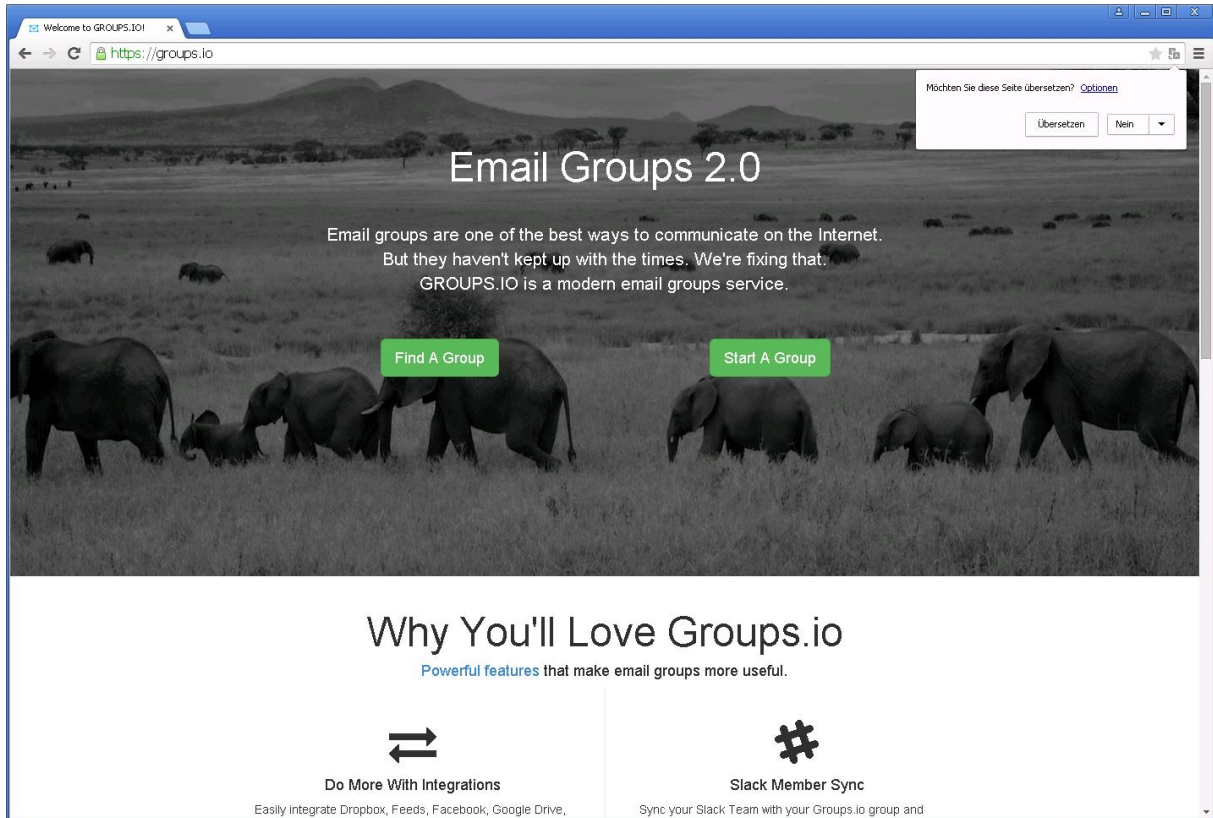 Welcome to GROUPS.IO!
https://groups.io
Möchten Sie diese Seite übersetzen? Optionen
Übersetzen
Nein
Email Groups 2.0
Email groups are one of the best ways to communicate on the Internet.
But they haven't kept up with the times. We're fixing that.
GROUPS.IO is a modern email groups service.
Find A Group
Start A Group
Why You'll Love Groups.io
Powerful features that make email groups more useful.
Do More With Integrations
Easily integrate Dropbox, Feeds, Facebook, Google Drive,
Slack Member Sync
Sync your Slack Team with your Groups.io group and